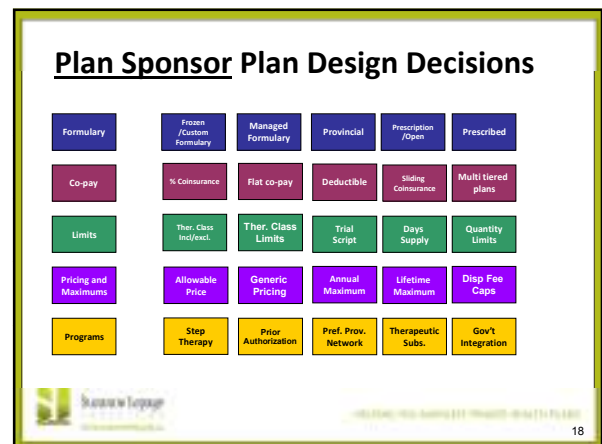 Plan Sponsor Plan Design Decisions
Formulary
Frozen
/Custom
Formulary
Managed
Formulary
Provincial
Prescription
/Open
Prescribed
Co-pay
% Coinsurance
Flat co-pay
Deductible
Sliding
Coinsurance
Multi tiered
plans
Limits
Ther. Class
Incl/excl.
Ther. Class
Limits
Trial
Script
Days
Supply
Quantity
Limits
Pricing and
Maximums
Allowable
Price
Generic
Pricing
Annual
Maximum
Lifetime
Maximum
Disp Fee
Caps
Programs
Step
Therapy
Prior
Authorization
Pref. Prov.
Network
Therapeutic
Subs.
Gov't
Integration
18